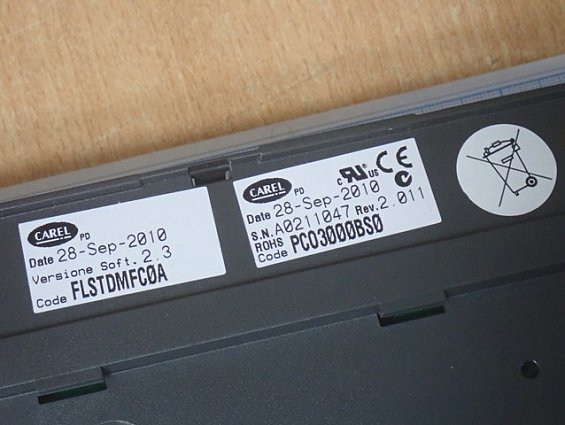 CAREL PD
Date 28-Sep-2010
Versione Soft. 2.3
Code FLSTDMFC0A
CAREL PD
c RU us CE
Date 28-Sep-2010
S.N. A0211047 Rev. 2.011
ROHS
Code PCO3000BS0